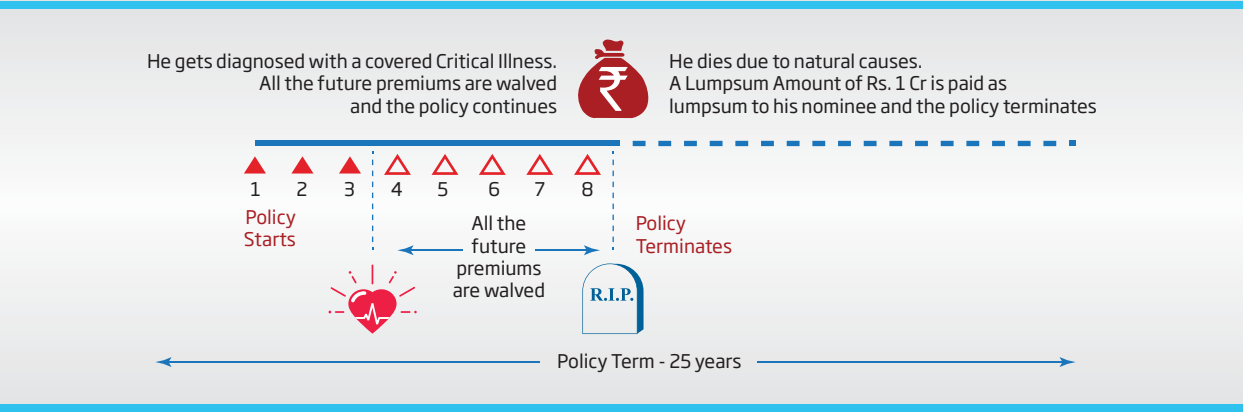 He gets diagnosed with a covered Critical Illness.
All the future premiums are walved
and the policy continues
₹
He dies due to natural causes.
A Lumpsum Amount of Rs. 1 Cr is paid as
lumpsum to his nominee and the policy terminates
1 2 3 4 5 6 7 8
Policy
Starts
All the
future
premiums
are walved
Policy
Terminates
R.I.P.
Policy Term - 25 years